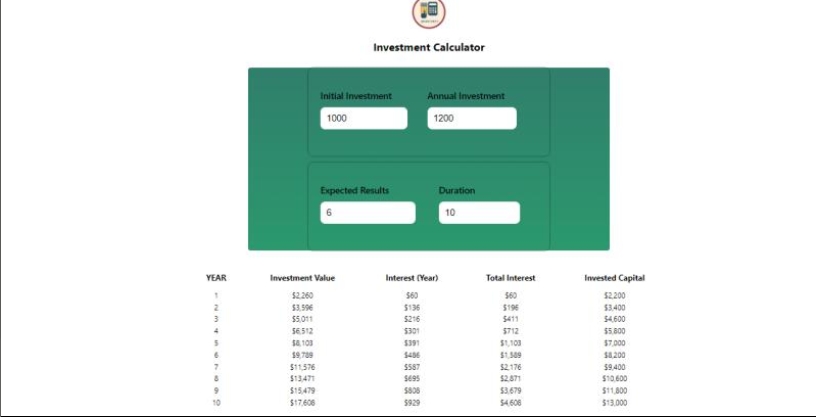 Investment Calculator
Initial Investment Annual Investment
1000 1200
Expected Results Duration
6 10
YEAR Investment Value Interest (Year) Total Interest Invested Capital
1 $2,260 $60 $60 $2,200
2 $3,596 $136 $196 $3,400
3 $5,011 $216 $411 $4,600
4 $6,512 $301 $712 $5,800
5 $8,103 $391 $1,103 $7,000
6 $9,789 $486 $1,589 $8,200
7 $11,576 $587 $2,176 $9,400
8 $13,471 $695 $2,871 $10,600
9 $15,479 $808 $3,679 $11,800
10 $17,608 $929 $4,608 $13,000